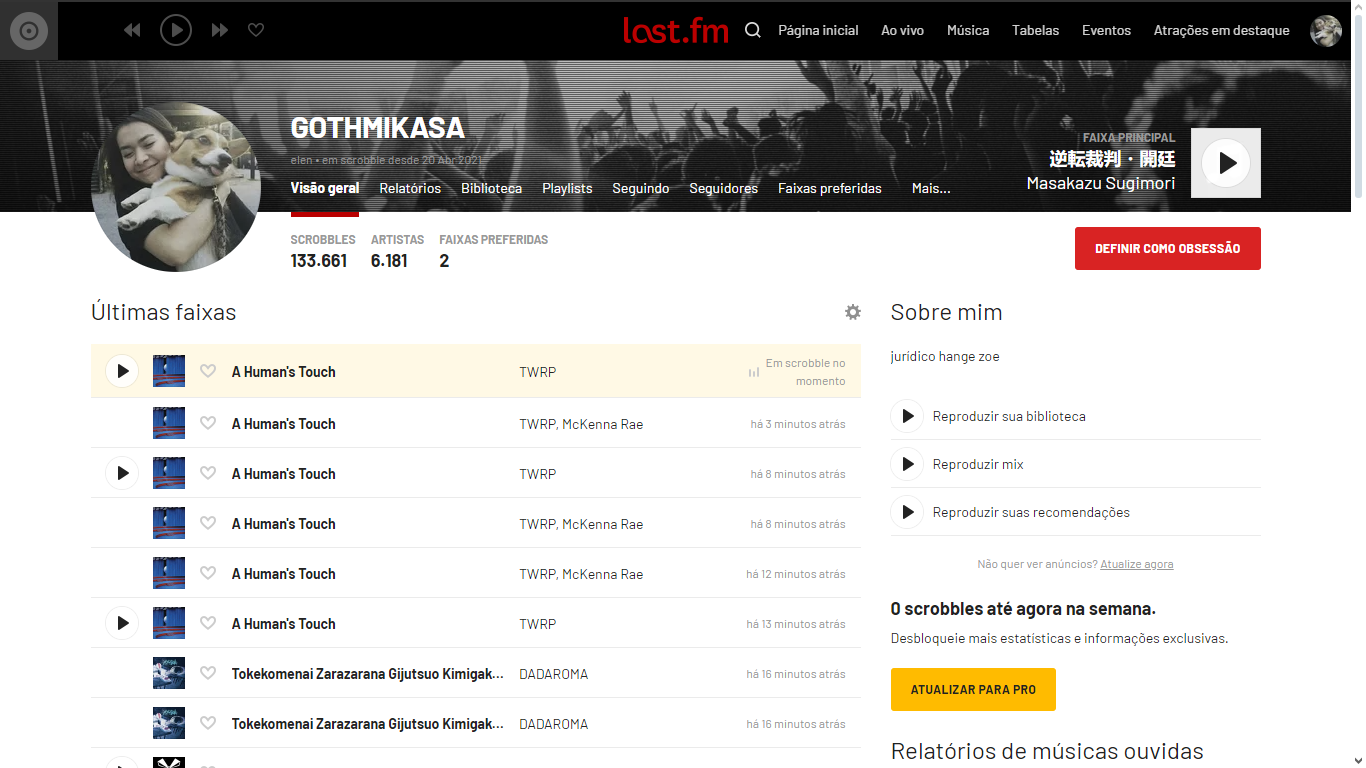 last.fm
Página inicial
Ao vivo
Música
Tabelas
Eventos
Atrações em destaque
GOTHMIKASA
elen • em scrobble desde 20 Abr 2021
Visão geral
Relatórios
Biblioteca
Playlists
Seguindo
Seguidores
Faixas preferidas
Mais...
FAIXA PRINCIPAL
逆転裁判・開廷
Masakazu Sugimori
SCROBBLES
133.661
ARTISTAS
6.181
FAIXAS PREFERIDAS
2
DEFINIR COMO OBSESSÃO
Últimas faixas
A Human's Touch
TWRP
Em scrobble no
momento
A Human's Touch
TWRP, McKenna Rae
há 3 minutos atrás
A Human's Touch
TWRP
há 8 minutos atrás
A Human's Touch
TWRP, McKenna Rae
há 8 minutos atrás
A Human's Touch
TWRP, McKenna Rae
há 12 minutos atrás
A Human's Touch
TWRP
há 13 minutos atrás
Tokekomenai Zarazarana Gijutsuo Kimigak...
DADAROMA
há 16 minutos atrás
Tokekomenai Zarazarana Gijutsuo Kimigak...
DADAROMA
há 16 minutos atrás
Sobre mim
jurídico hange zoe
Reproduzir sua biblioteca
Reproduzir mix
Reproduzir suas recomendações
Não quer ver anúncios? Atualize agora
0 scrobbles até agora na semana.
Desbloqueie mais estatísticas e informações exclusivas.
ATUALIZAR PARA PRO
Relatórios de músicas ouvidas